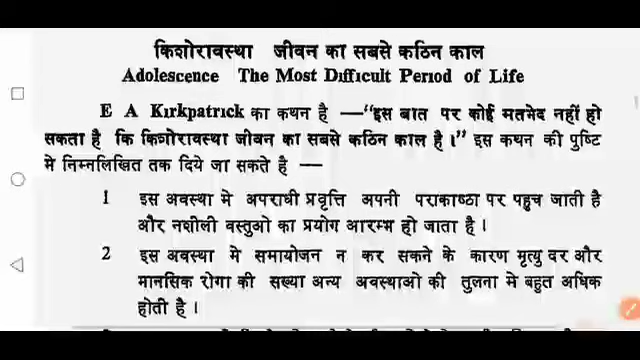 किशोरावस्था जीवन का सबसे कठिन काल
Adolescence The Most Difficult Period of Life
E A Kirkpatrick का कथन है —“इस बात पर कोई मतभेद नहीं हो
सकता है कि किशोरावस्था जीवन का सबसे कठिन काल है।” इस कथन की पुष्टि
मे निम्नलिखित तक दिये जा सकते है —
1 इस अवस्था मे अपराधी प्रवृत्ति अपनी पराकाष्ठा पर पहुच जाती है
और नशीली वस्तुओ का प्रयोग आरम्भ हो जाता है।
2 इस अवस्था मे समायोजन न कर सकने के कारण मृत्यु दर और
मानसिक रोगा की सख्या अन्य अवस्थाओ की तुलना मे बहुत अधिक
होती है।